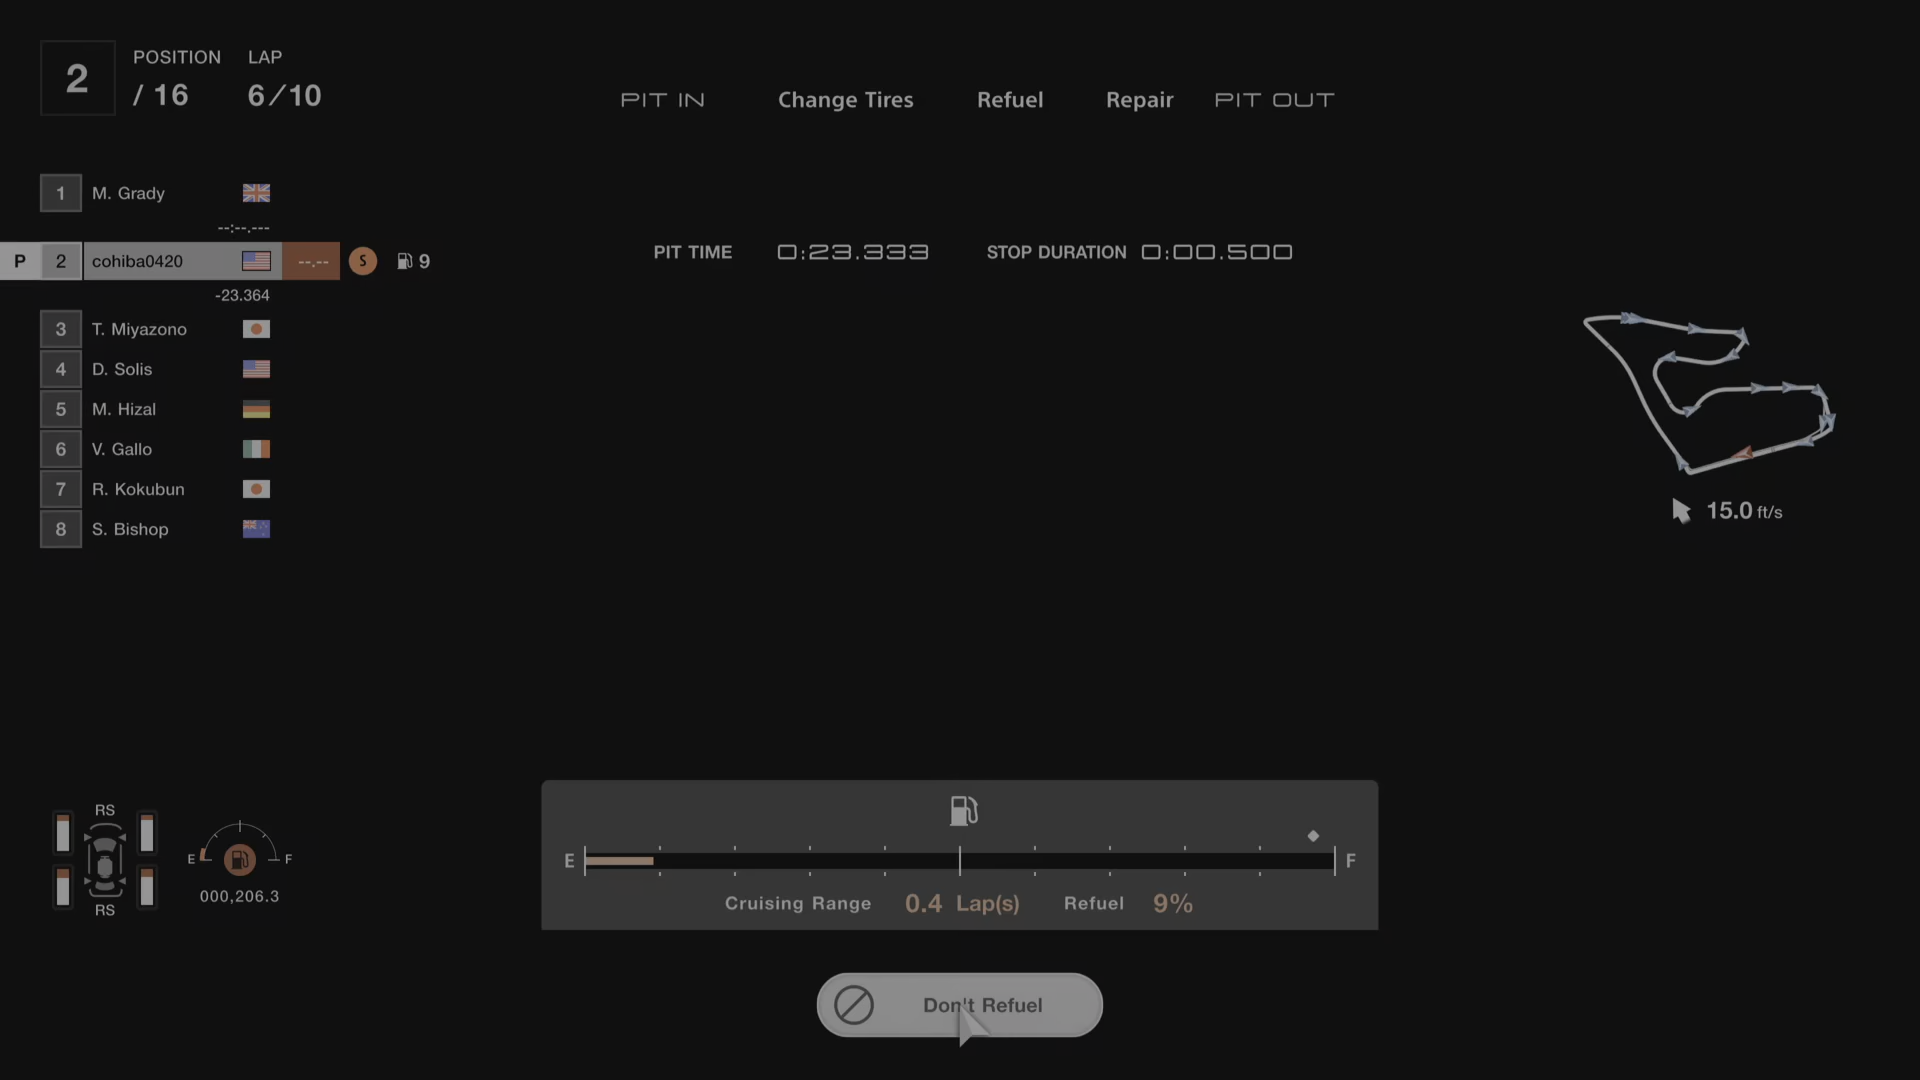 2 POSITION / 16 LAP 6/10
PIT IN Change Tires Refuel Repair PIT OUT
1 M. Grady
--:--.---
P 2 cohiba0420 --.-- S 9
-23.364
3 T. Miyazono
4 D. Solis
5 M. Hizal
6 V. Gallo
7 R. Kokubun
8 S. Bishop
PIT TIME 0:23.333 STOP DURATION 0:00.500
15.0 ft/s
RS
RS
E F
000,206.3
E F
Cruising Range 0.4 Lap(s) Refuel 9%
Don't Refuel